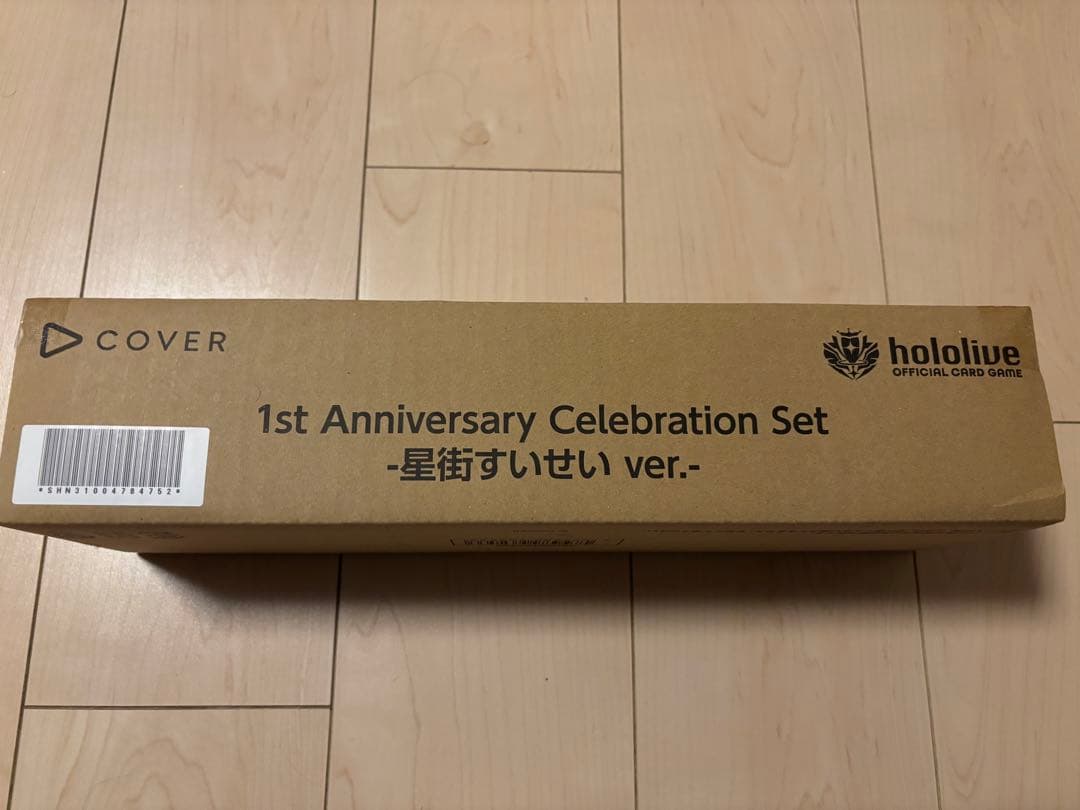 COVER
hololive
OFFICIAL CARD GAME
1st Anniversary Celebration Set
-星街すいせい ver.-
*SHN31004784752*